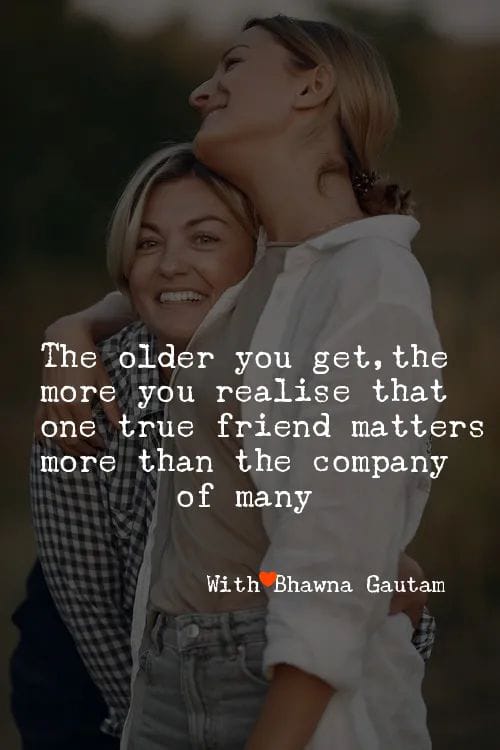 The older you get,the
more you realise that
one true friend matters
more than the company
of many
With Bhawna Gautam